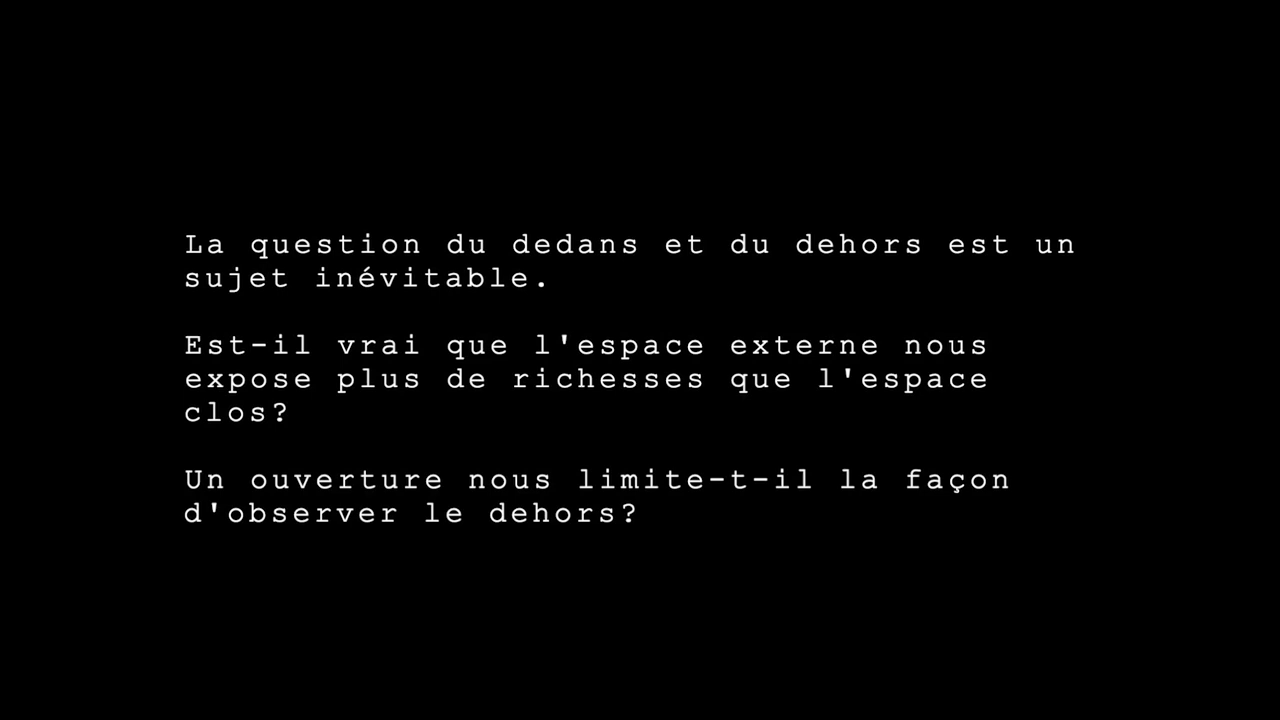 La question du dedans et du dehors est un
sujet inévitable.
Est-il vrai que l'espace externe nous
expose plus de richesses que l'espace
clos?
Un ouverture nous limite-t-il la façon
d'observer le dehors?